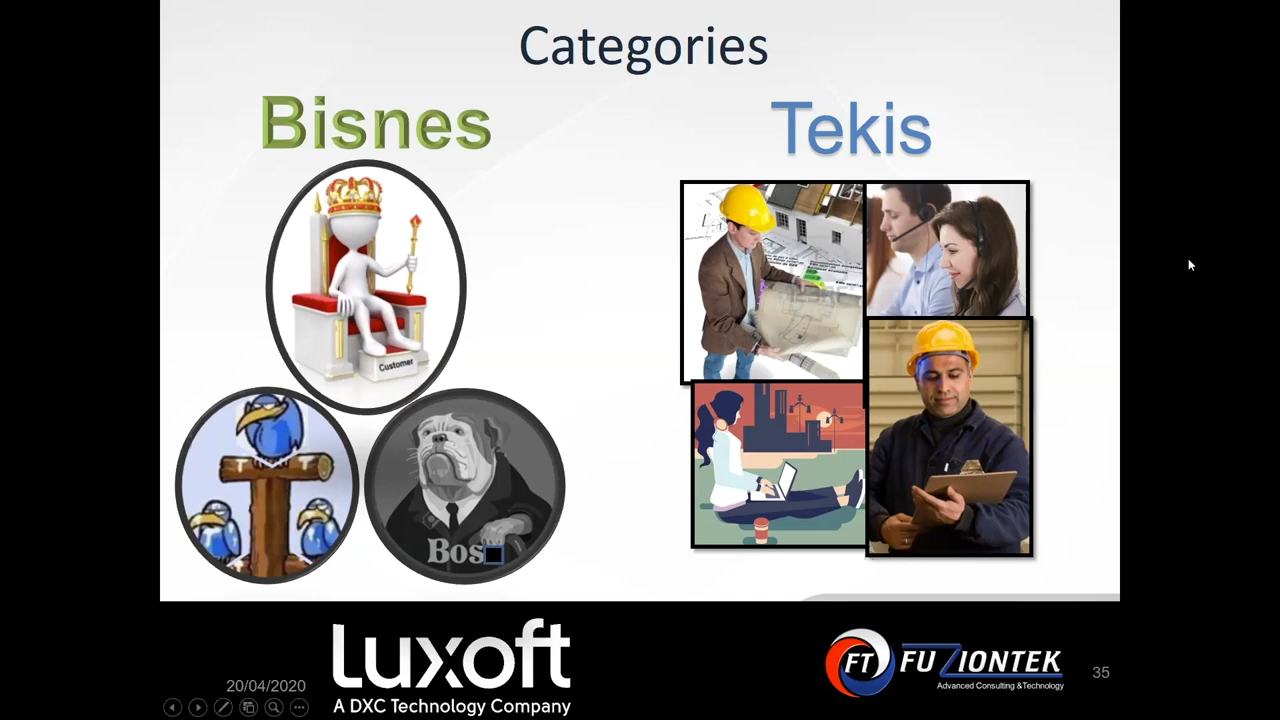 Categories
Bisnes
Tekis
Customer
Bos
20/04/2020
Luxoft
A DXC Technology Company
FT
FUZIONTEK
Advanced Consulting &Technology
35